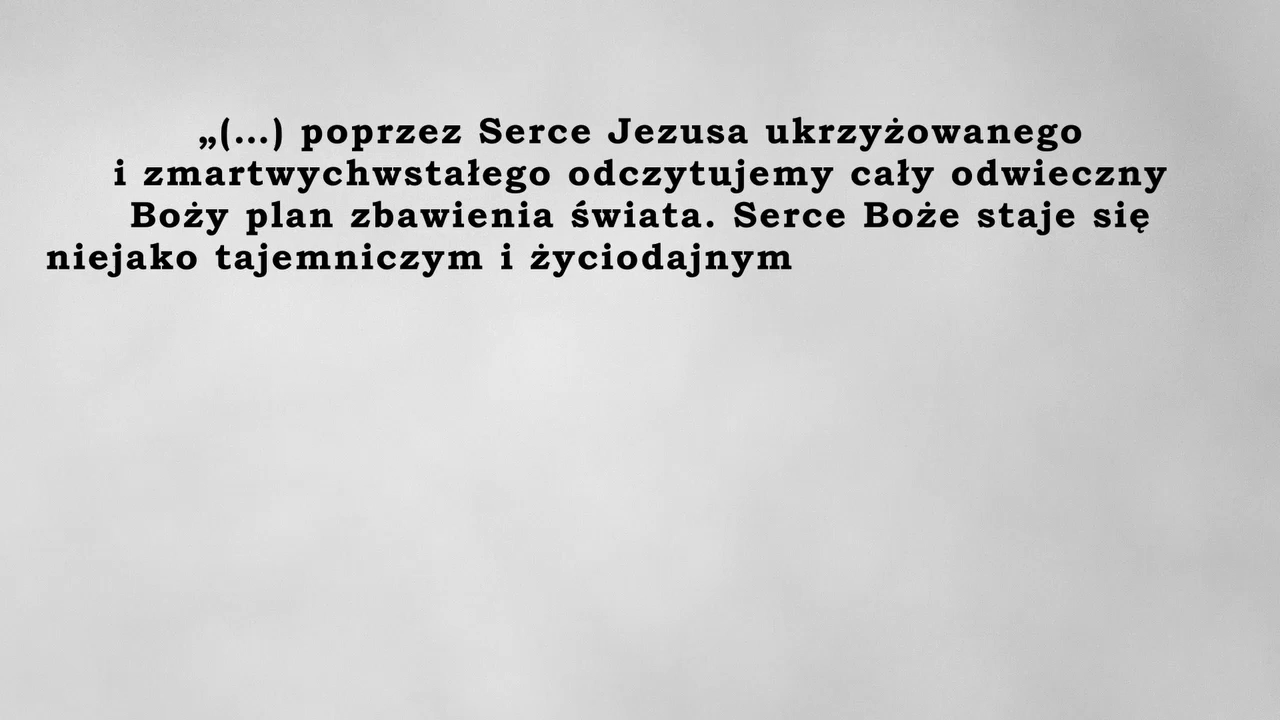 „(...) poprzez Serce Jezusa ukrzyżowanego
i zmartwychwstałego odczytujemy cały odwieczny
Boży plan zbawienia świata. Serce Boże staje się
niejako tajemniczym i życiodajnym